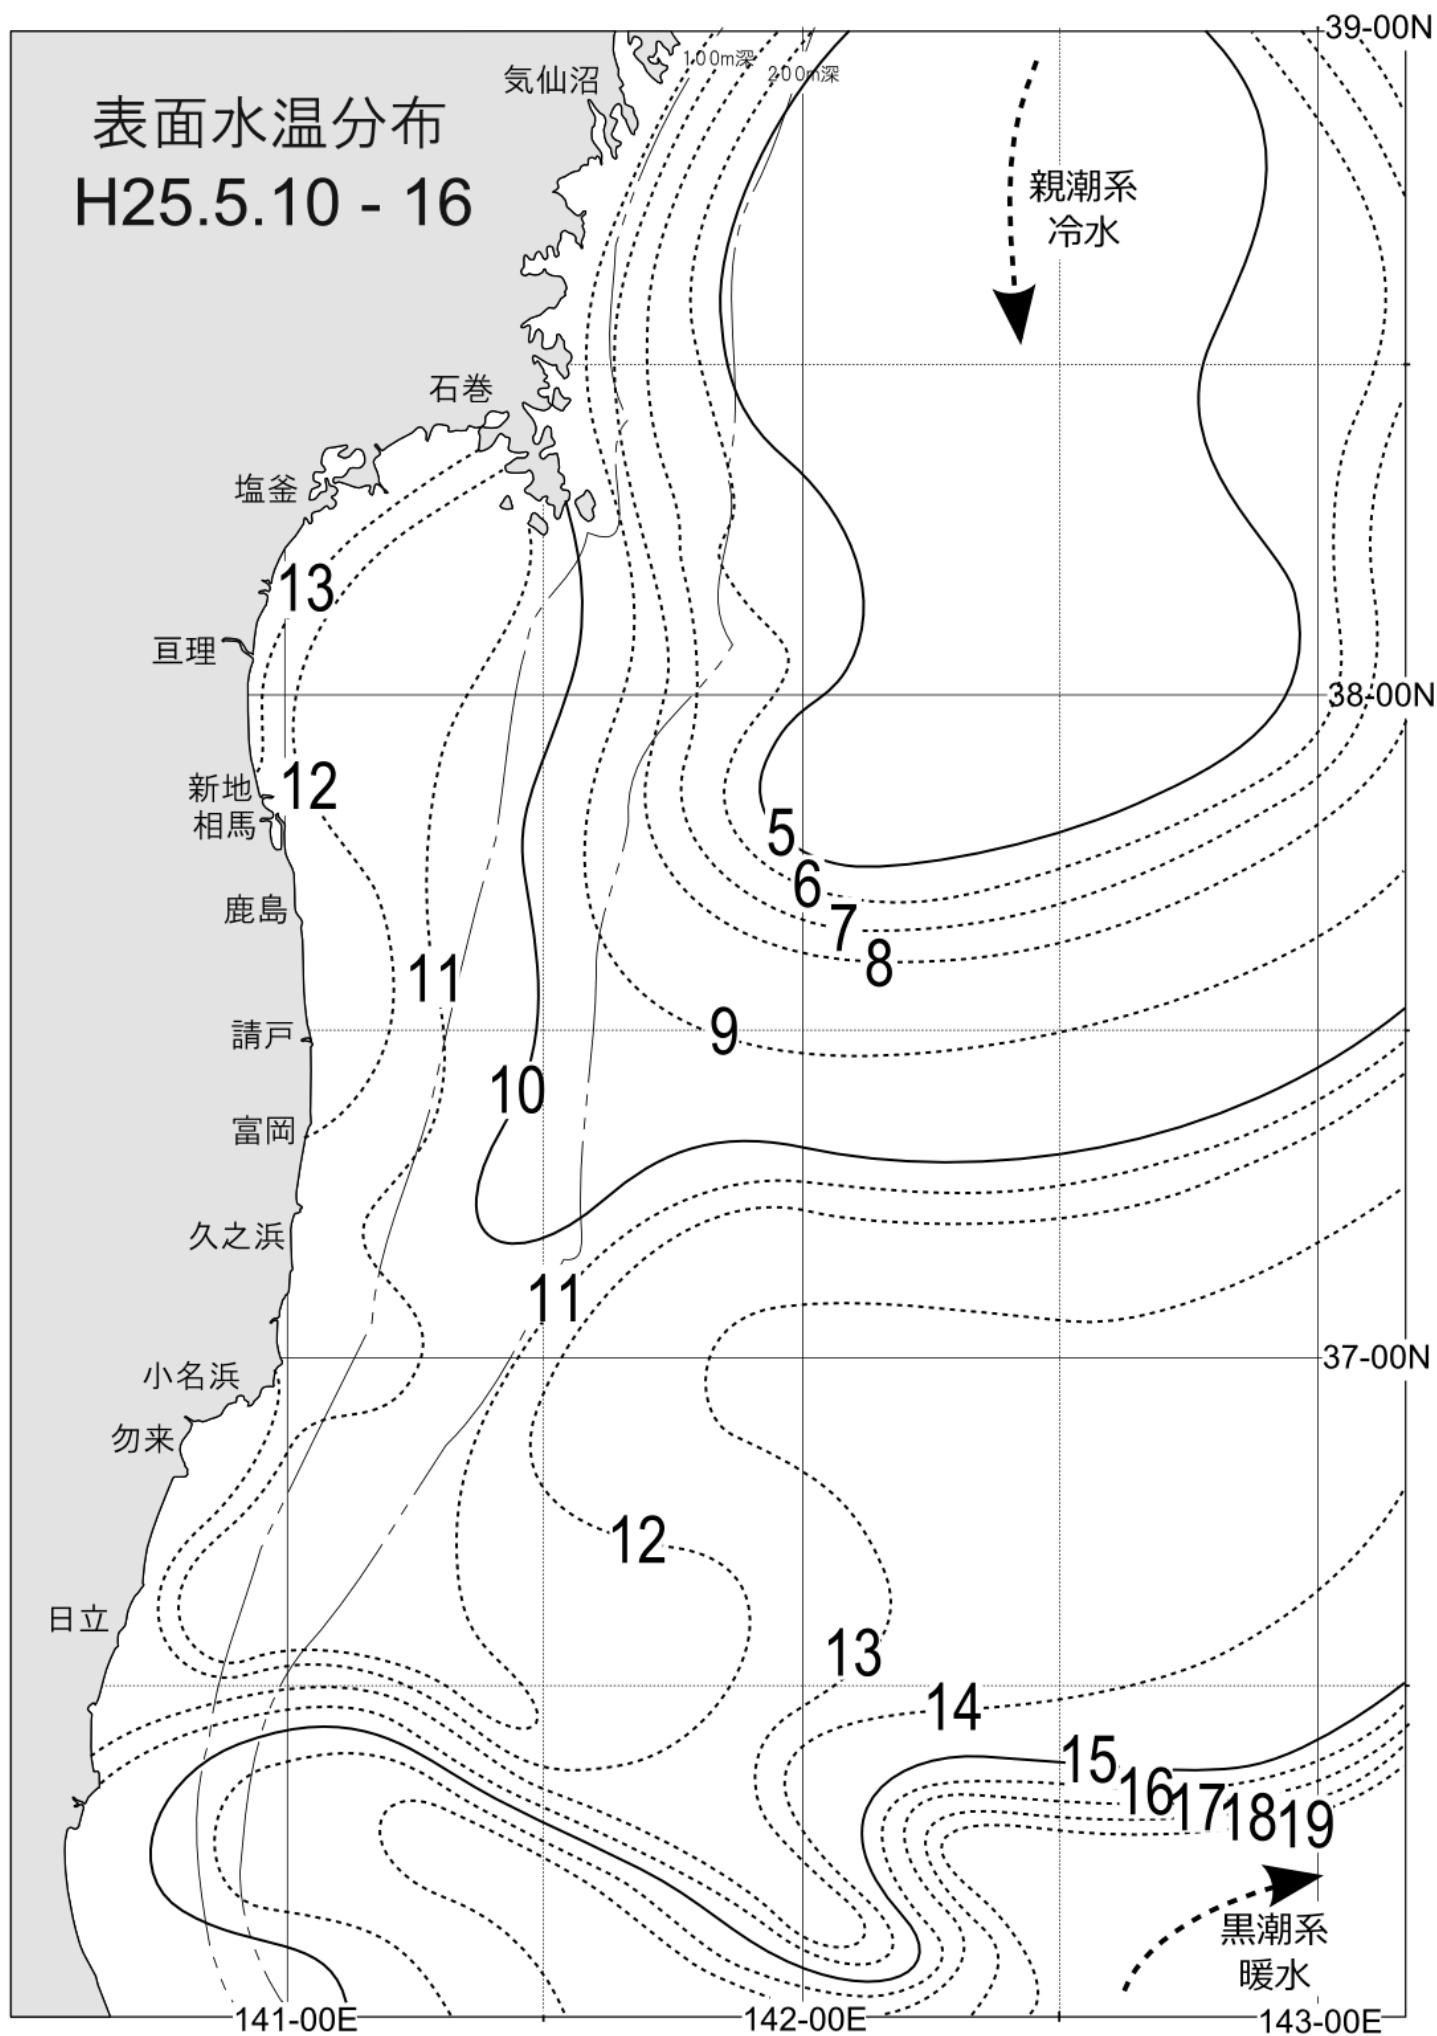 39-00N
100m深
200m深
気仙沼
表面水温分布
H25.5.10 - 16
親潮系
冷水
石巻
塩釜
13
亘理
38-00N
新地
12
相馬
5
6
鹿島
7
8
11
9
請戸
10
富岡
久之浜
11
37-00N
小名浜
勿来
12
日立
13
14
15
16
17
18
19
黒潮系
暖水
141-00E
142-00E
143-00E